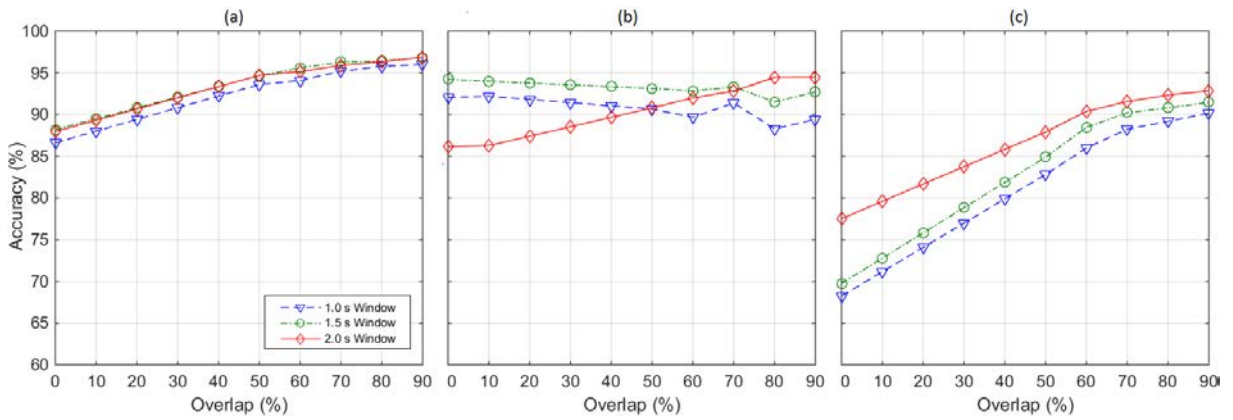 (a) (b) (c)
100
95
90
85
80
75
70
65
60
Accuracy (%)
1.0 s Window
1.5 s Window
2.0 s Window
0 10 20 30 40 50 60 70 80 90 0 10 20 30 40 50 60 70 80 90 0 10 20 30 40 50 60 70 80 90
Overlap (%) Overlap (%) Overlap (%)